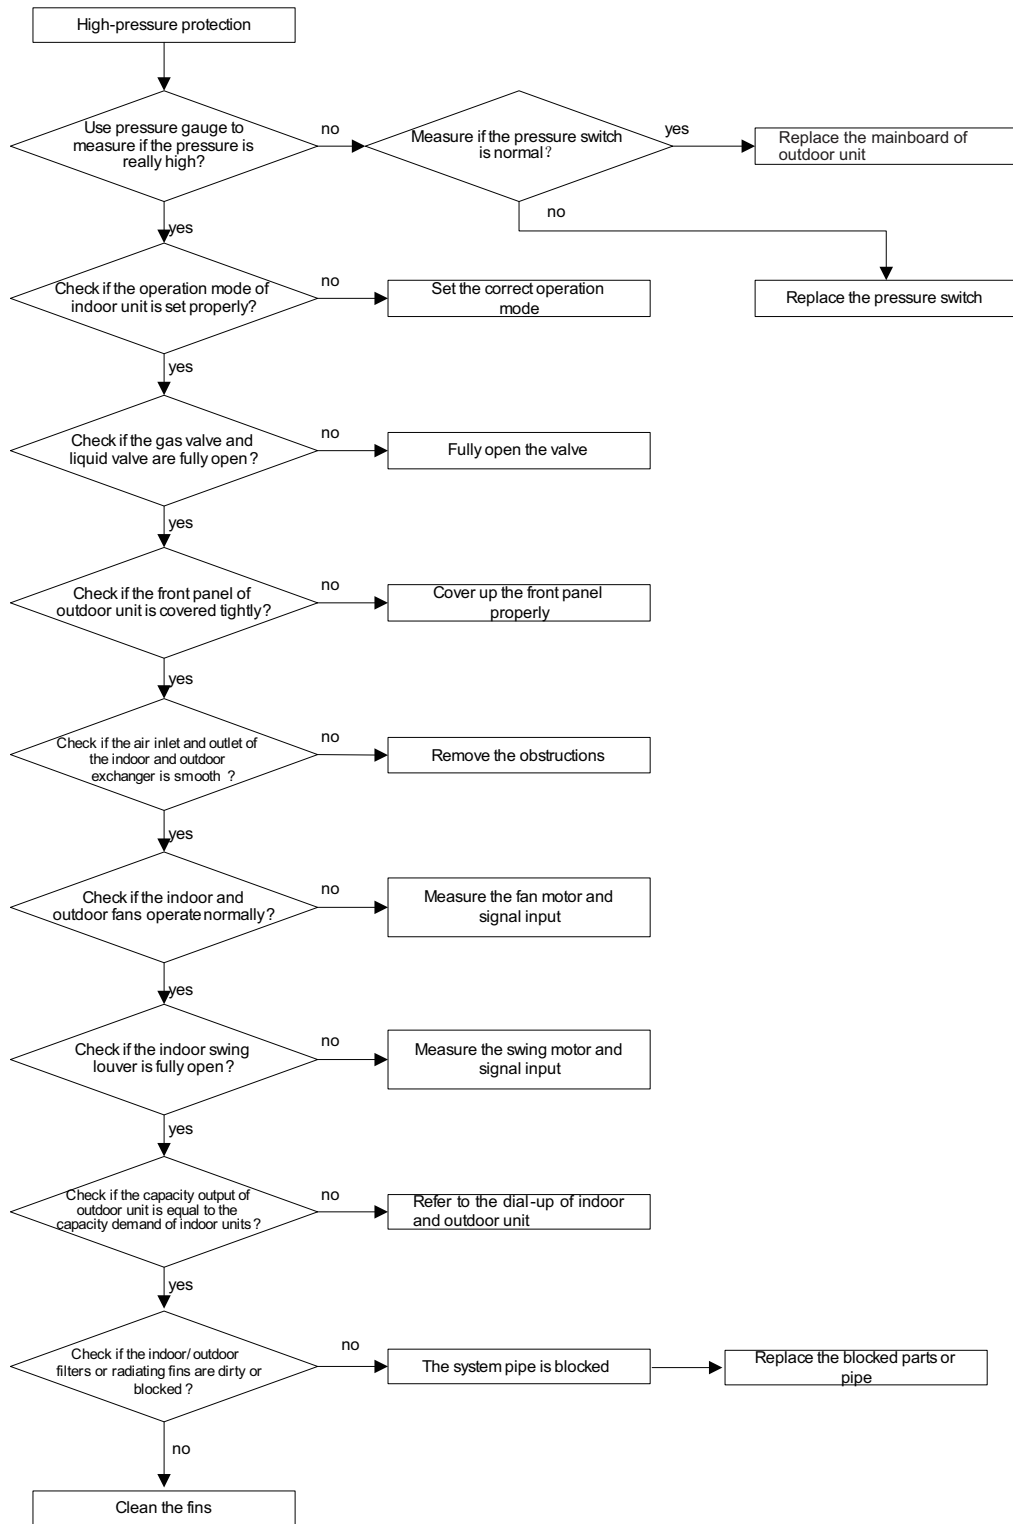 High-pressure protection
Use pressure gauge to
measure if the pressure is
really high?
no
Measure if the pressure switch
is normal?
yes
Replace the mainboard of
outdoor unit
no
Replace the pressure switch
yes
Check if the operation mode of
indoor unit is set properly?
no
Set the correct operation
mode
yes
Check if the gas valve and
liquid valve are fully open?
no
Fully open the valve
yes
Check if the front panel of
outdoor unit is covered tightly?
no
Cover up the front panel
properly
yes
Check if the air inlet and outlet of
the indoor and outdoor
exchanger is smooth ?
no
Remove the obstructions
yes
Check if the indoor and
outdoor fans operate normally?
no
Measure the fan motor and
signal input
yes
Check if the indoor swing
louver is fully open?
no
Measure the swing motor and
signal input
yes
Check if the capacity output of
outdoor unit is equal to the
capacity demand of indoor units?
no
Refer to the dial-up of indoor
and outdoor unit
yes
Check if the indoor/ outdoor
filters or radiating fins are dirty or
blocked ?
no
The system pipe is blocked
Replace the blocked parts or
pipe
no
Clean the fins